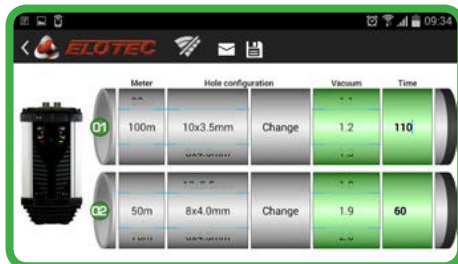 09:34
ELOTEC
Meter Hole configuration Vacuum Time
01 100m 10x3.5mm Change 1.2 110
02 50m 8x4.0mm Change 1.9 60